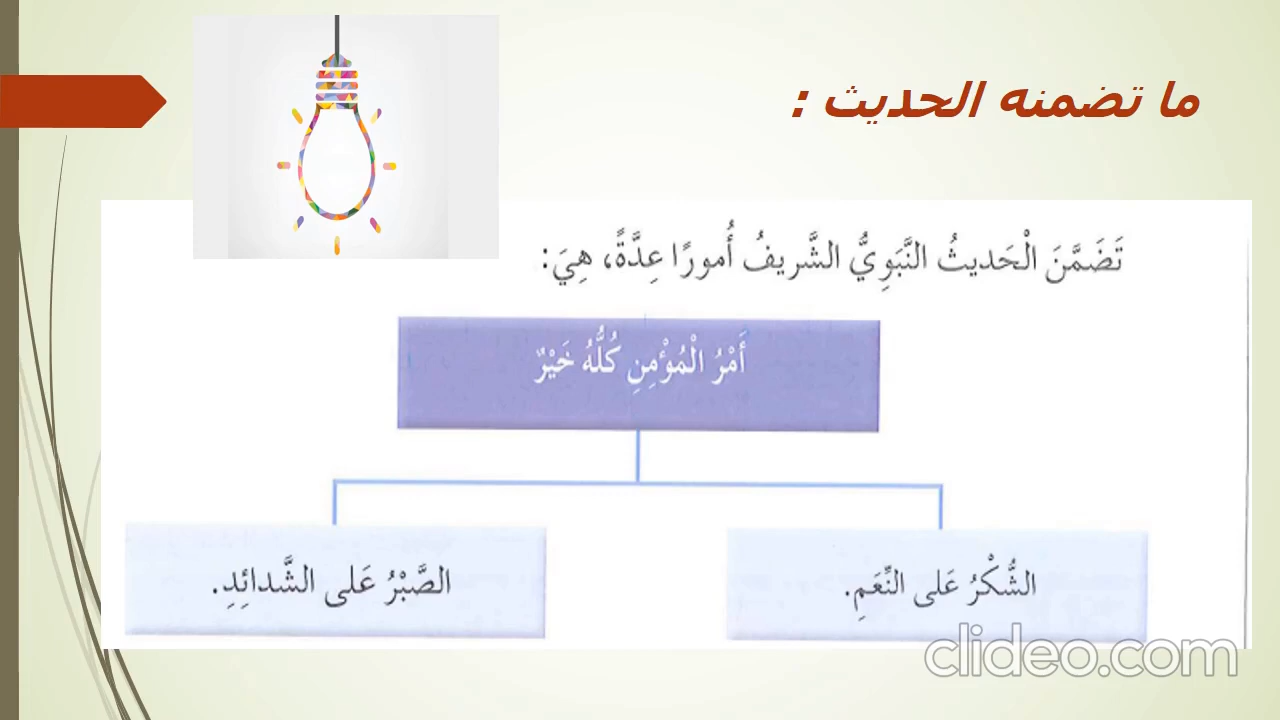 ما تضمنه الحديث :
تَضَمَّنَ الْحَديثُ النَّبَوِيُّ الشَّريفُ أُمورًا عِدَّةً، هِيَ:
أَمْرُ الْمُؤْمِنِ كُلُّهُ خَيْرٌ
الشُّكْرُ عَلى النِّعَمِ.
الصَّبْرُ عَلى الشَّدائِدِ.
clideo.com